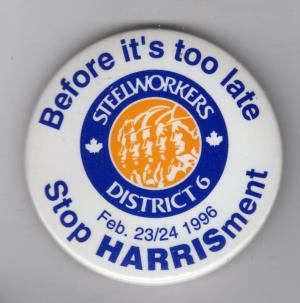 Before it's too late
STEELWORKERS
DISTRICT 6
Feb. 23/24 1996
Stop HARRISment